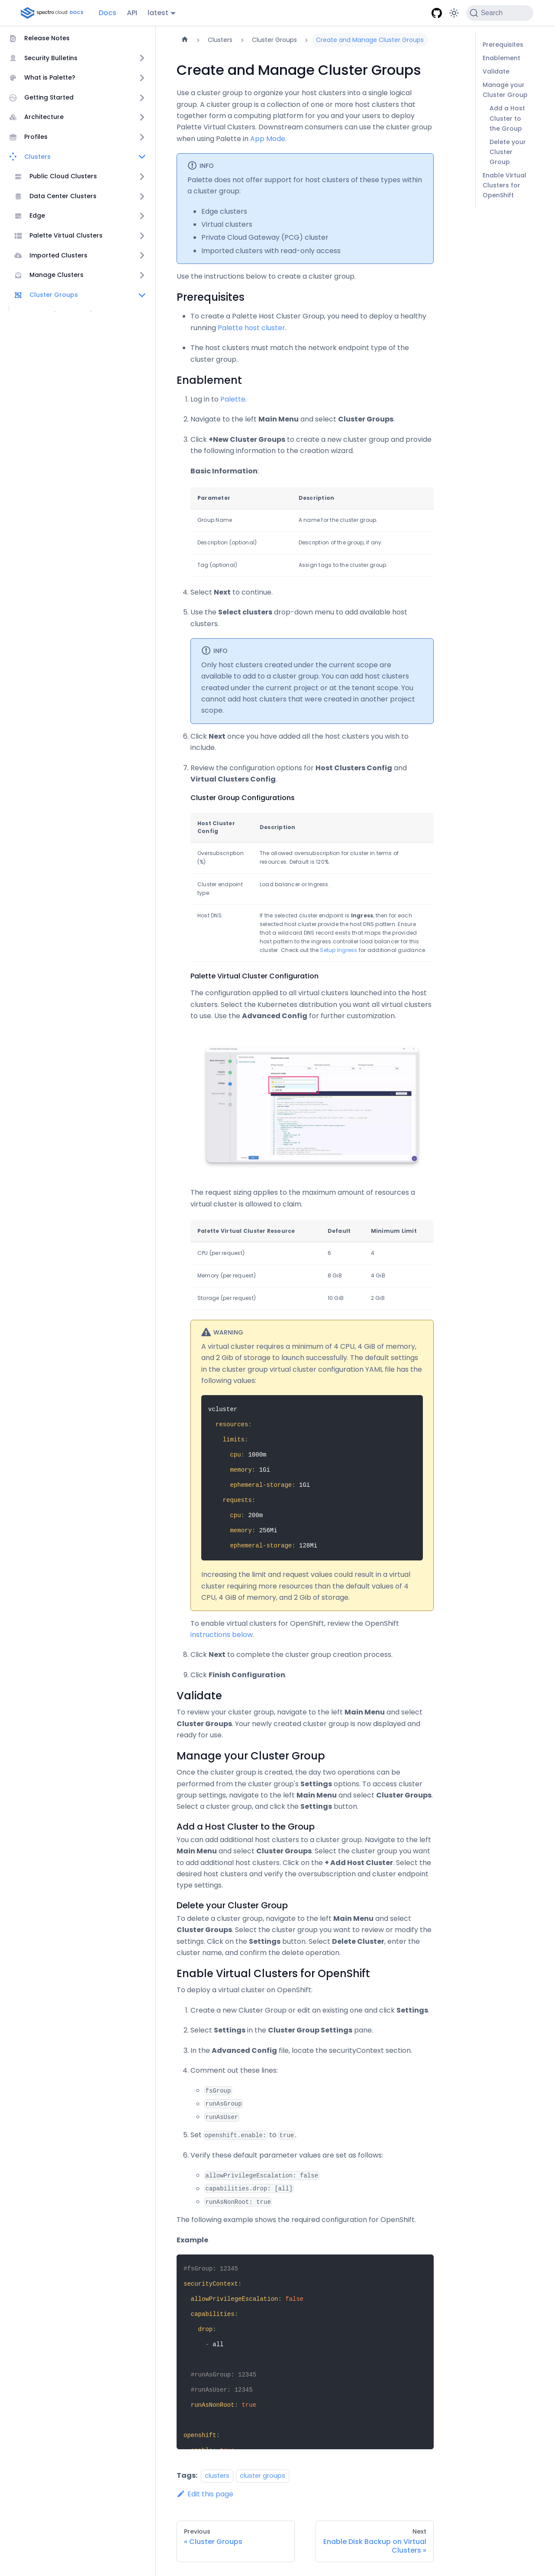 spectro cloud DOCS
Docs
API
latest
Search
Release Notes
Security Bulletins
What is Palette?
Getting Started
Architecture
Profiles
Clusters
Public Cloud Clusters
Data Center Clusters
Edge
Palette Virtual Clusters
Imported Clusters
Manage Clusters
Cluster Groups
Clusters
Cluster Groups
Create and Manage Cluster Groups
Create and Manage Cluster Groups
Use a cluster group to organize your host clusters into a single logical
group. A cluster group is a collection of one or more host clusters that
together form a computing platform for you and your users to deploy
Palette Virtual Clusters. Downstream consumers can use the cluster group
when using Palette in App Mode.
INFO
Palette does not offer support for host clusters of these types within
a cluster group:
Edge clusters
Virtual clusters
Private Cloud Gateway (PCG) cluster
Imported clusters with read-only access
Use the instructions below to create a cluster group.
Prerequisites
To create a Palette Host Cluster Group, you need to deploy a healthy
running Palette host cluster.
The host clusters must match the network endpoint type of the
cluster group.
Enablement
1. Log in to Palette.
2. Navigate to the left Main Menu and select Cluster Groups.
3. Click +New Cluster Groups to create a new cluster group and provide
the following information to the creation wizard.
Basic Information:
Parameter Description
Group Name A name for the cluster group.
Description (optional) Description of the group, if any.
Tag (optional) Assign tags to the cluster group.
4. Select Next to continue.
5. Use the Select clusters drop-down menu to add available host
clusters.
INFO
Only host clusters created under the current scope are
available to add to a cluster group. You can add host clusters
created under the current project or at the tenant scope. You
cannot add host clusters that were created in another project
scope.
6. Click Next once you have added all the host clusters you wish to
include.
7. Review the configuration options for Host Clusters Config and
Virtual Clusters Config.
Cluster Group Configurations
Host Cluster
Config
Description
Oversubscription
(%):
The allowed oversubscription for cluster in terms of
resources. Default is 120%.
Cluster endpoint
type:
Load balancer or Ingress.
Host DNS:
If the selected cluster endpoint is Ingress, then for each
selected host cluster provide the host DNS pattern. Ensure
that a wildcard DNS record exists that maps the provided
host pattern to the ingress controller load balancer for this
cluster. Check out the Setup Ingress for additional guidance.
Palette Virtual Cluster Configuration
The configuration applied to all virtual clusters launched into the host
clusters. Select the Kubernetes distribution you want all virtual clusters
to use. Use the Advanced Config for further customization.
The request sizing applies to the maximum amount of resources a
virtual cluster is allowed to claim.
Palette Virtual Cluster Resource Default Minimum Limit
CPU (per request) 6 4
Memory (per request) 8 GiB 4 GiB
Storage (per request) 10 GiB 2 GiB
WARNING
A virtual cluster requires a minimum of 4 CPU, 4 GiB of memory,
and 2 Gib of storage to launch successfully. The default settings
in the cluster group virtual cluster configuration YAML file has the
following values:
vcluster
resources:
limits:
cpu: 1000m
memory: 1Gi
ephemeral-storage: 1Gi
requests:
cpu: 200m
memory: 256Mi
ephemeral-storage: 128Mi
Increasing the limit and request values could result in a virtual
cluster requiring more resources than the default values of 4
CPU, 4 GiB of memory, and 2 Gib of storage.
To enable virtual clusters for OpenShift, review the OpenShift
instructions below.
8. Click Next to complete the cluster group creation process.
9. Click Finish Configuration.
Validate
To review your cluster group, navigate to the left Main Menu and select
Cluster Groups. Your newly created cluster group is now displayed and
ready for use.
Manage your Cluster Group
Once the cluster group is created, the day two operations can be
performed from the cluster group's Settings options. To access cluster
group settings, navigate to the left Main Menu and select Cluster Groups.
Select a cluster group, and click the Settings button.
Add a Host Cluster to the Group
You can add additional host clusters to a cluster group. Navigate to the left
Main Menu and select Cluster Groups. Select the cluster group you want
to add additional host clusters. Click on the + Add Host Cluster. Select the
desired host clusters and verify the oversubscription and cluster endpoint
type settings.
Delete your Cluster Group
To delete a cluster group, navigate to the left Main Menu and select
Cluster Groups. Select the cluster group you want to review or modify the
settings. Click on the Settings button. Select Delete Cluster, enter the
cluster name, and confirm the delete operation.
Enable Virtual Clusters for OpenShift
To deploy a virtual cluster on OpenShift:
1. Create a new Cluster Group or edit an existing one and click Settings.
2. Select Settings in the Cluster Group Settings pane.
3. In the Advanced Config file, locate the securityContext section.
4. Comment out these lines:
fsGroup
runAsGroup
runAsUser
5. Set openshift.enable: to true.
6. Verify these default parameter values are set as follows:
allowPrivilegeEscalation: false
capabilities.drop: [all]
runAsNonRoot: true
The following example shows the required configuration for OpenShift.
Example
#fsGroup: 12345
securityContext:
allowPrivilegeEscalation: false
capabilities:
drop:
- all
#runAsGroup: 12345
#runAsUser: 12345
runAsNonRoot: true
openshift:
Tags: clusters cluster groups
Edit this page
Previous
« Cluster Groups
Next
Enable Disk Backup on Virtual
Clusters »
Prerequisites
Enablement
Validate
Manage your
Cluster Group
Add a Host
Cluster to
the Group
Delete your
Cluster
Group
Enable Virtual
Clusters for
OpenShift